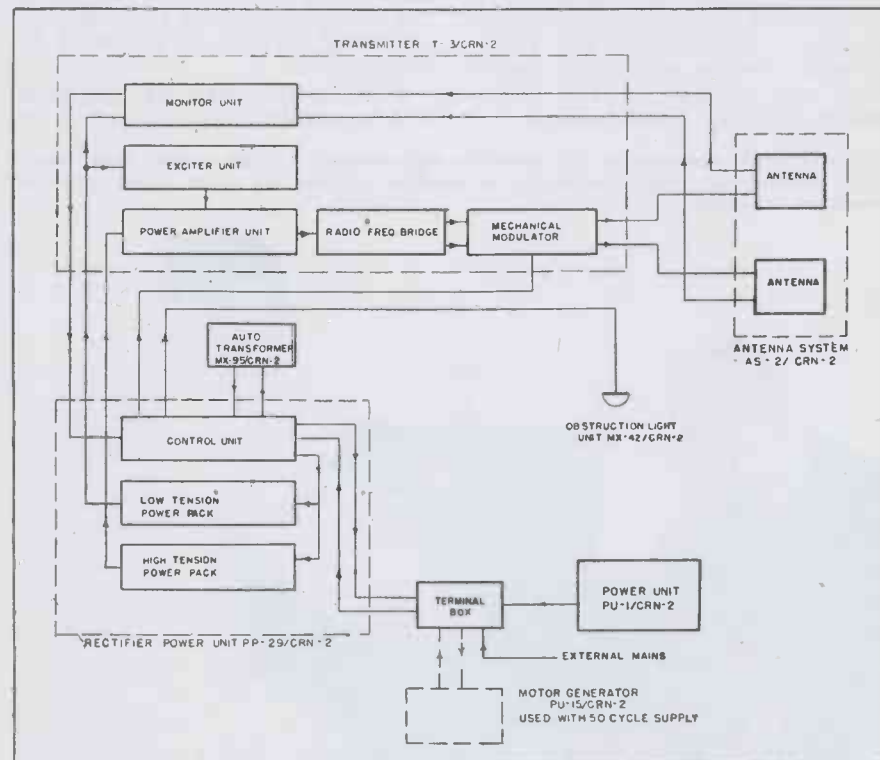 TRANSMITTER T-3/CRN-2
MONITOR UNIT
EXCITER UNIT
POWER AMPLIFIER UNIT
RADIO FREQ BRIDGE
MECHANICAL
MODULATOR
ANTENNA
ANTENNA
ANTENNA SYSTEM
AS-2/ CRN-2
AUTO
TRANSFORMER
MX-95/CRN-2
OBSTRUCTION LIGHT
UNIT MX-42/CRN-2
CONTROL UNIT
LOW TENSION
POWER PACK
HIGH TENSION
POWER PACK
RECTIFIER POWER UNIT PP-29/CRN-2
TERMINAL
BOX
POWER UNIT
PU-1/CRN-2
EXTERNAL MAINS
MOTOR GENERATOR
PU-15/CRN-2
USED WITH 50 CYCLE SUPPLY